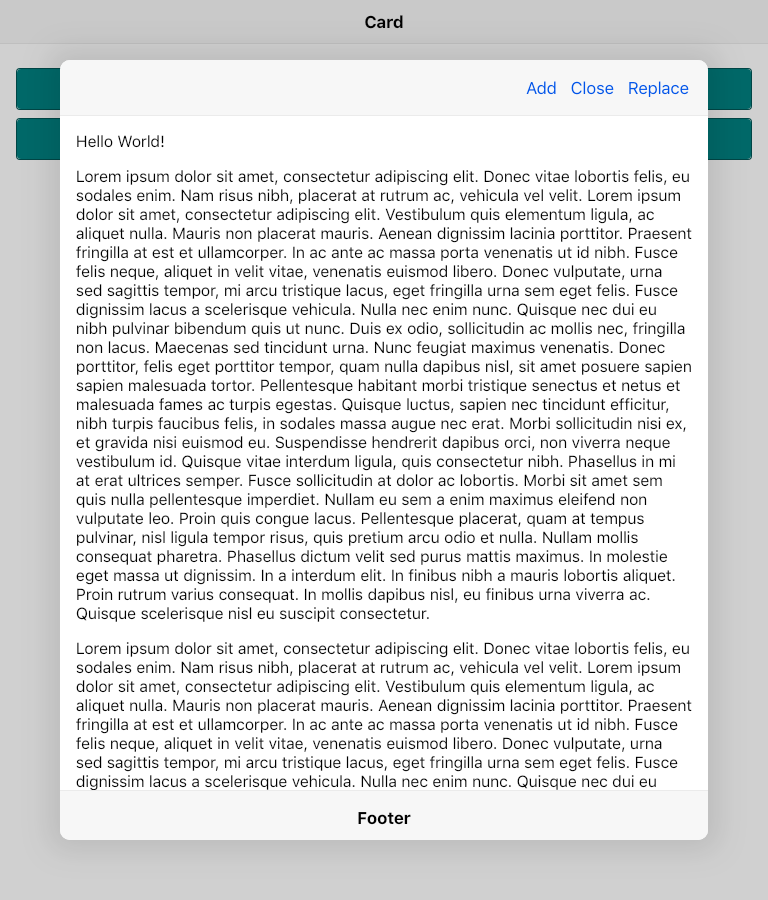 Card
Add Close Replace
Hello World!
Lorem ipsum dolor sit amet, consectetur adipiscing elit. Donec vitae lobortis felis, eu
sodales enim. Nam risus nibh, placerat at rutrum ac, vehicula vel velit. Lorem ipsum
dolor sit amet, consectetur adipiscing elit. Vestibulum quis elementum ligula, ac
aliquet nulla. Mauris non placerat mauris. Aenean dignissim lacinia porttitor. Praesent
fringilla at est et ullamcorper. In ac ante ac massa porta venenatis ut id nibh. Fusce
felis neque, aliquet in velit vitae, venenatis euismod libero. Donec vulputate, urna
sed sagittis tempor, mi arcu tristique lacus, eget fringilla urna sem eget felis. Fusce
dignissim lacus a scelerisque vehicula. Nulla nec enim nunc. Quisque nec dui eu
nibh pulvinar bibendum quis ut nunc. Duis ex odio, sollicitudin ac mollis nec, fringilla
non lacus. Maecenas sed tincidunt urna. Nunc feugiat maximus venenatis. Donec
porttitor, felis eget porttitor tempor, quam nulla dapibus nisl, sit amet posuere sapien
sapien malesuada tortor. Pellentesque habitant morbi tristique senectus et netus et
malesuada fames ac turpis egestas. Quisque luctus, sapien nec tincidunt efficitur,
nibh turpis faucibus felis, in sodales massa augue nec erat. Morbi sollicitudin nisi ex,
et gravida nisi euismod eu. Suspendisse hendrerit dapibus orci, non viverra neque
vestibulum id. Quisque vitae interdum ligula, quis consectetur nibh. Phasellus in mi
at erat ultrices semper. Fusce sollicitudin at dolor ac lobortis. Morbi sit amet sem
quis nulla pellentesque imperdiet. Nullam eu sem a enim maximus eleifend non
vulputate leo. Proin quis congue lacus. Pellentesque placerat, quam at tempus
pulvinar, nisl ligula tempor risus, quis pretium arcu odio et nulla. Nullam mollis
consequat pharetra. Phasellus dictum velit sed purus mattis maximus. In molestie
eget massa ut dignissim. In a interdum elit. In finibus nibh a mauris lobortis aliquet.
Proin rutrum varius consequat. In mollis dapibus nisl, eu finibus urna viverra ac.
Quisque scelerisque nisl eu suscipit consectetur.
Lorem ipsum dolor sit amet, consectetur adipiscing elit. Donec vitae lobortis felis, eu
sodales enim. Nam risus nibh, placerat at rutrum ac, vehicula vel velit. Lorem ipsum
dolor sit amet, consectetur adipiscing elit. Vestibulum quis elementum ligula, ac
aliquet nulla. Mauris non placerat mauris. Aenean dignissim lacinia porttitor. Praesent
fringilla at est et ullamcorper. In ac ante ac massa porta venenatis ut id nibh. Fusce
felis neque, aliquet in velit vitae, venenatis euismod libero. Donec vulputate, urna
sed sagittis tempor, mi arcu tristique lacus, eget fringilla urna sem eget felis. Fusce
dignissim lacus a scelerisque vehicula. Nulla nec enim nunc. Quisque nec dui eu
Footer